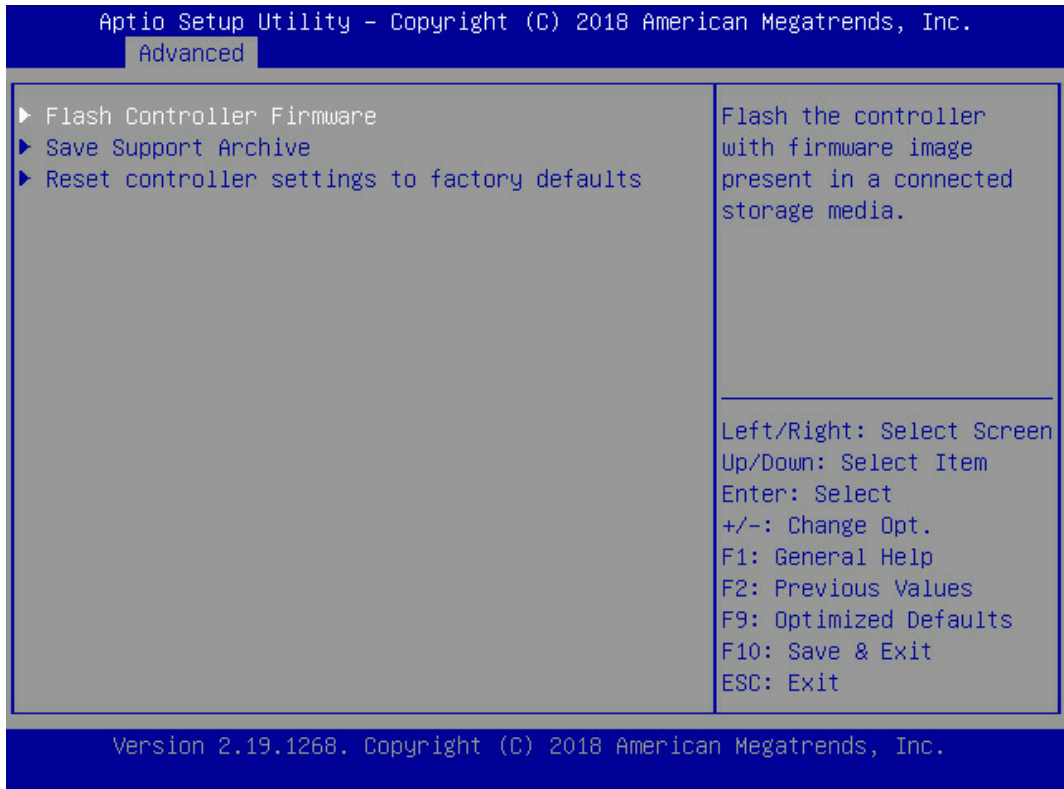 Aptio Setup Utility – Copyright (C) 2018 American Megatrends, Inc.
Advanced
Flash Controller Firmware
Save Support Archive
Reset controller settings to factory defaults
Flash the controller
with firmware image
present in a connected
storage media.
Left/Right: Select Screen
Up/Down: Select Item
Enter: Select
+/-: Change Opt.
F1: General Help
F2: Previous Values
F9: Optimized Defaults
F10: Save & Exit
ESC: Exit
Version 2.19.1268. Copyright (C) 2018 American Megatrends, Inc.